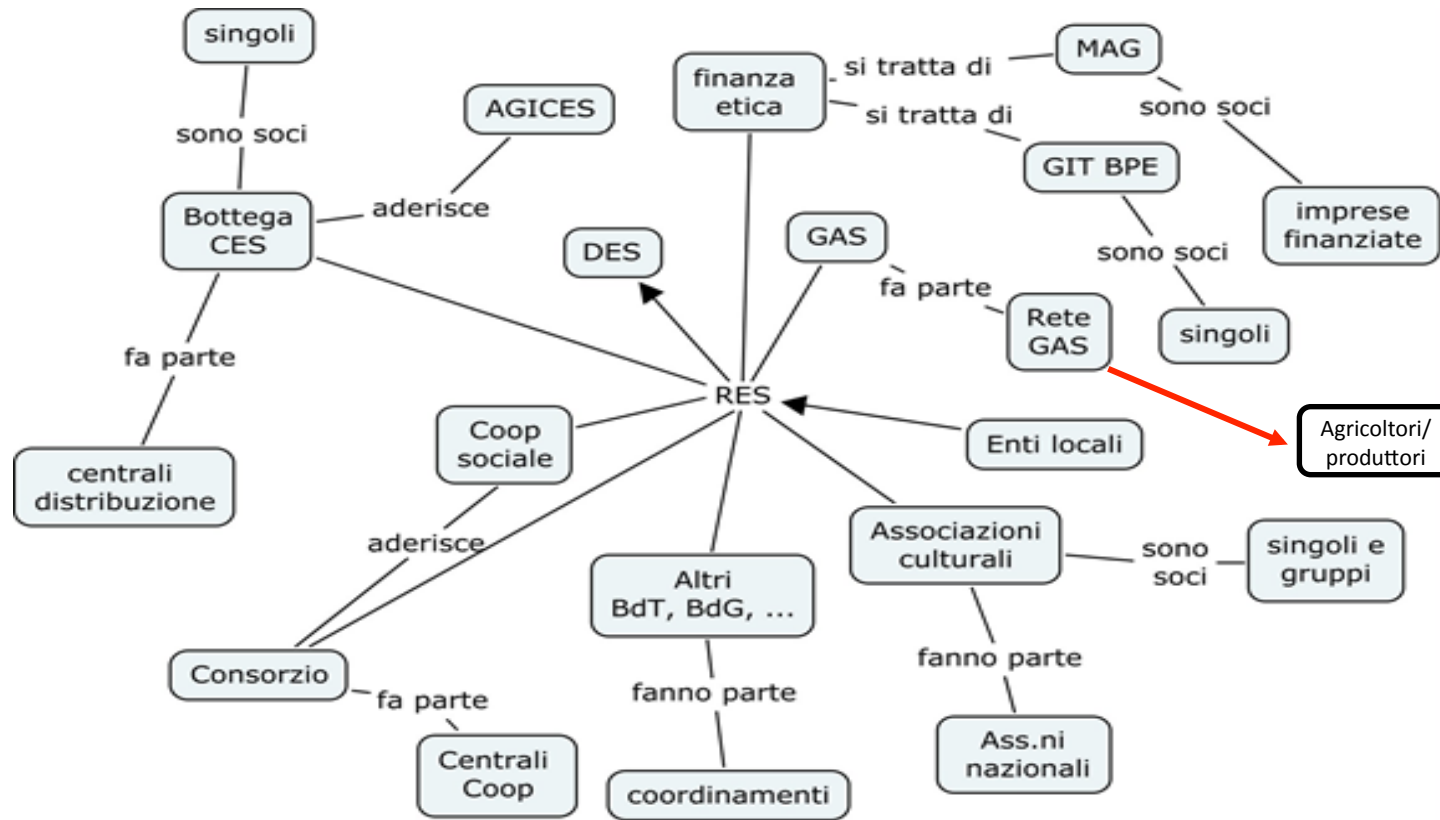 singoli
sono soci
AGICES
aderisce
Bottega
CES
fa parte
centrali
distribuzione
finanza
etica
si tratta di
MAG
si tratta di
sono soci
GIT BPE
imprese
finanziate
sono soci
singoli
DES
GAS
fa parte
Rete
GAS
RES
Agricoltori/
produttori
Enti locali
Coop
sociale
aderisce
Consorzio
fa parte
Centrali
Coop
Altri
BdT, BdG, ...
fanno parte
coordinamenti
Associazioni
culturali
sono
soci
singoli e
gruppi
fanno parte
Ass.ni
nazionali